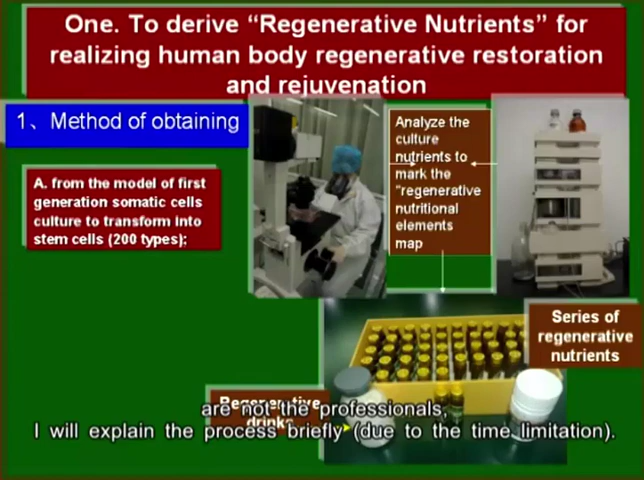 One. To derive “Regenerative Nutrients” for
realizing human body regenerative restoration
and rejuvenation
1、Method of obtaining
A. from the model of first
generation somatic cells
culture to transform into
stem cells (200 types):
Analyze the
culture
nutrients to
mark the
"regenerative
nutritional
elements
map
Series of
regenerative
nutrients
Regenerative
drinks
are not the professionals,
I will explain the process briefly (due to the time limitation).